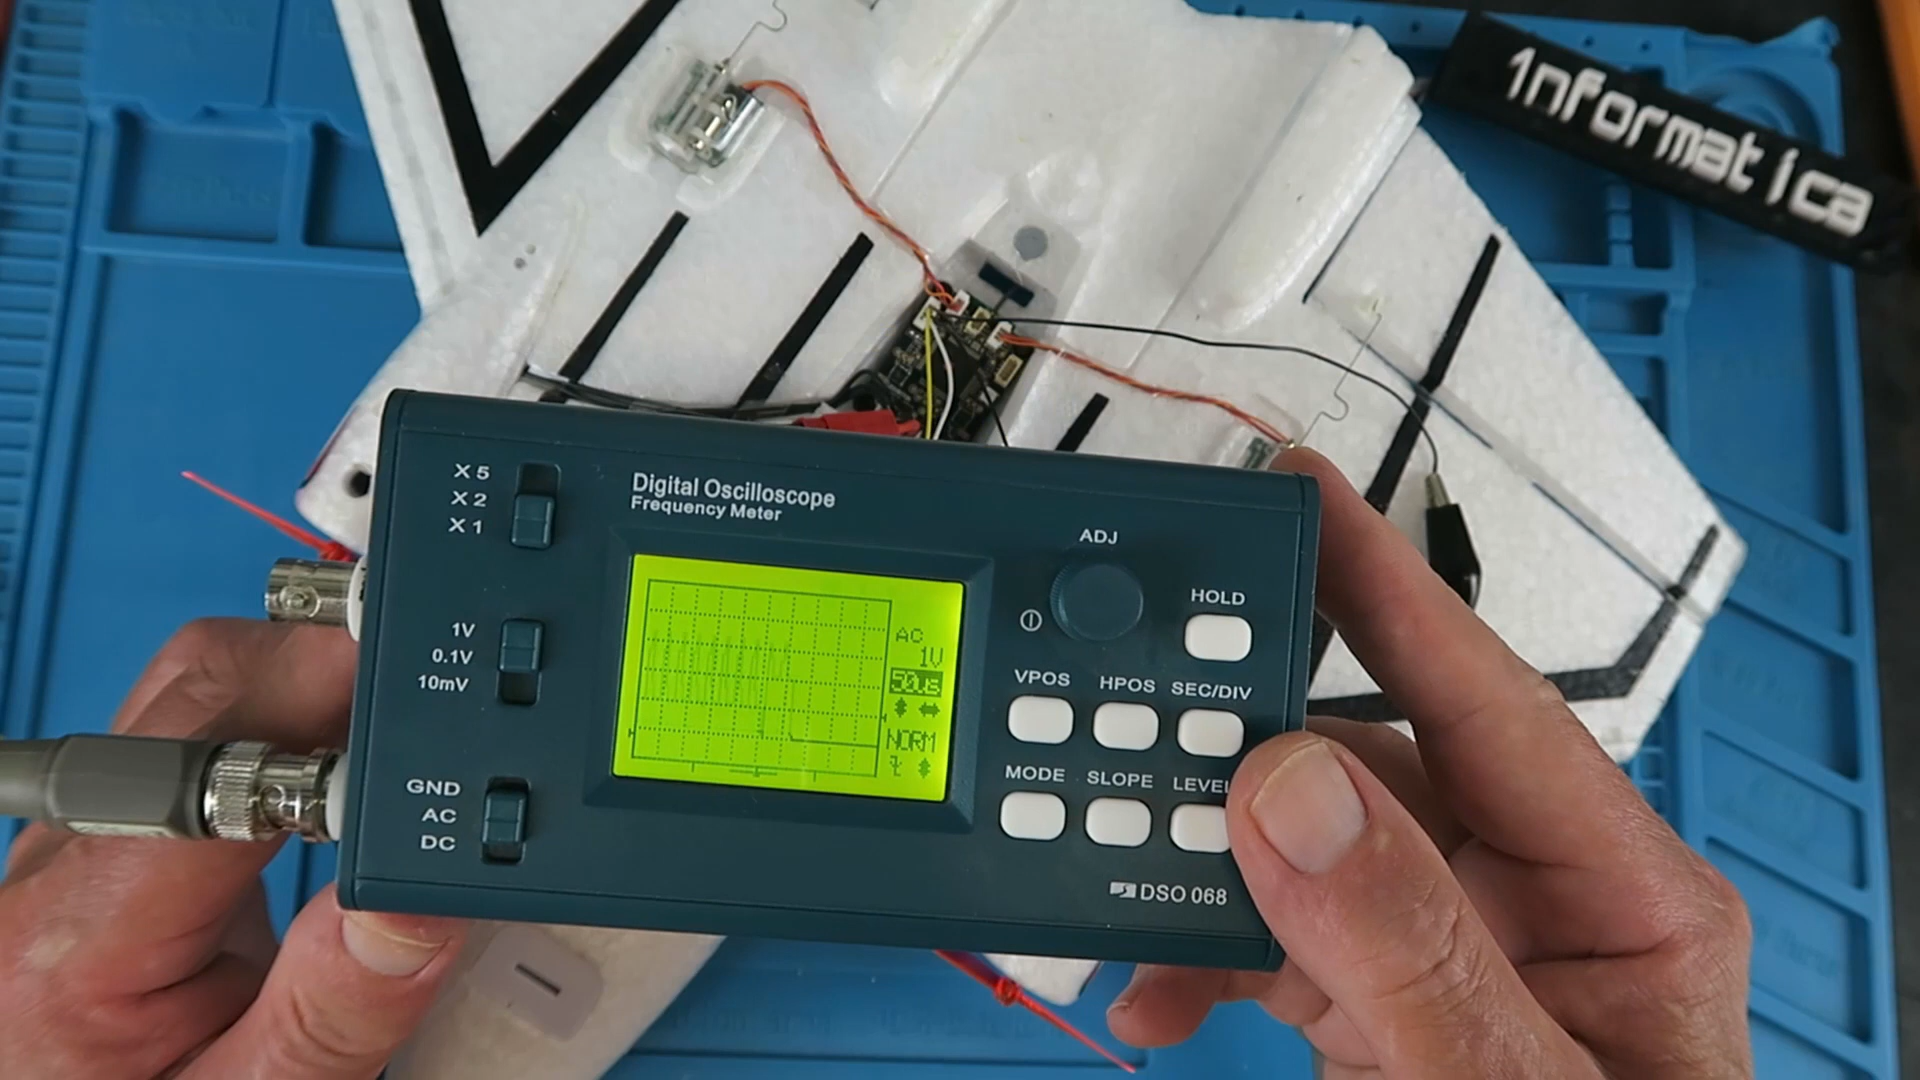 1nformatica
X 5
X 2
X 1
Digital Oscilloscope
Frequency Meter
1V
0.1V
10mV
GND
AC
DC
AC
1V
50us
NORM
ADJ
HOLD
VPOS HPOS SEC/DIV
MODE SLOPE LEVEL
DSO 068